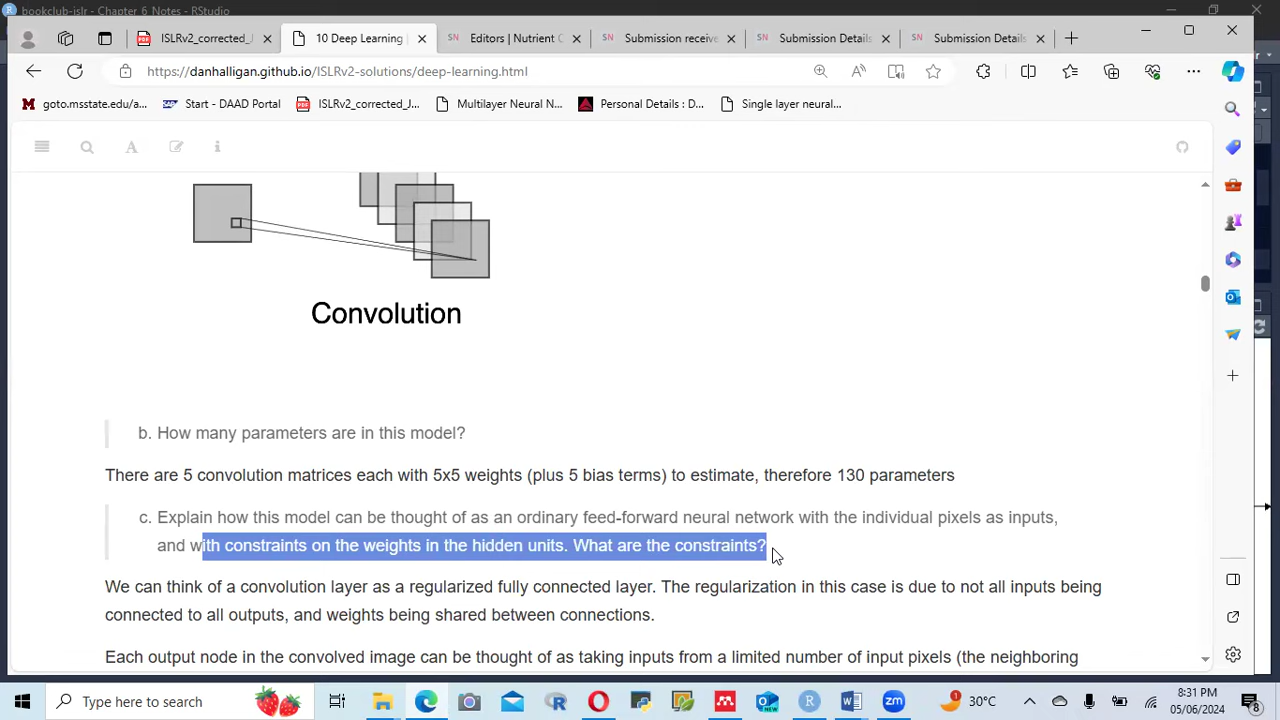 bookclub-islr - Chapter 6 Notes - RStudio
ISLRv2_corrected_J
10 Deep Learning
Editors | Nutrient C
Submission receive
Submission Details
Submission Details
https://danhalligan.github.io/ISLRv2-solutions/deep-learning.html
goto.msstate.edu/a...
Start - DAAD Portal
ISLRv2_corrected_J...
Multilayer Neural N...
Personal Details : D...
Single layer neural...
Convolution
b. How many parameters are in this model?
There are 5 convolution matrices each with 5x5 weights (plus 5 bias terms) to estimate, therefore 130 parameters
c. Explain how this model can be thought of as an ordinary feed-forward neural network with the individual pixels as inputs,
and with constraints on the weights in the hidden units. What are the constraints?
We can think of a convolution layer as a regularized fully connected layer. The regularization in this case is due to not all inputs being
connected to all outputs, and weights being shared between connections.
Each output node in the convolved image can be thought of as taking inputs from a limited number of input pixels (the neighboring
Type here to search
30°C
8:31 PM
05/06/2024
8